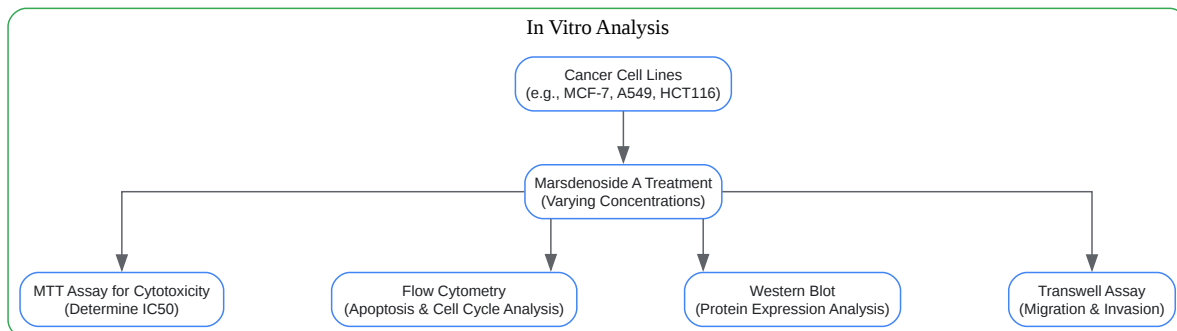 In Vitro Analysis
Cancer Cell Lines
(e.g., MCF-7, A549, HCT116)
Marsdenoside A Treatment
(Varying Concentrations)
MTT Assay for Cytotoxicity
(Determine IC50)
Flow Cytometry
(Apoptosis & Cell Cycle Analysis)
Western Blot
(Protein Expression Analysis)
Transwell Assay
(Migration & Invasion)